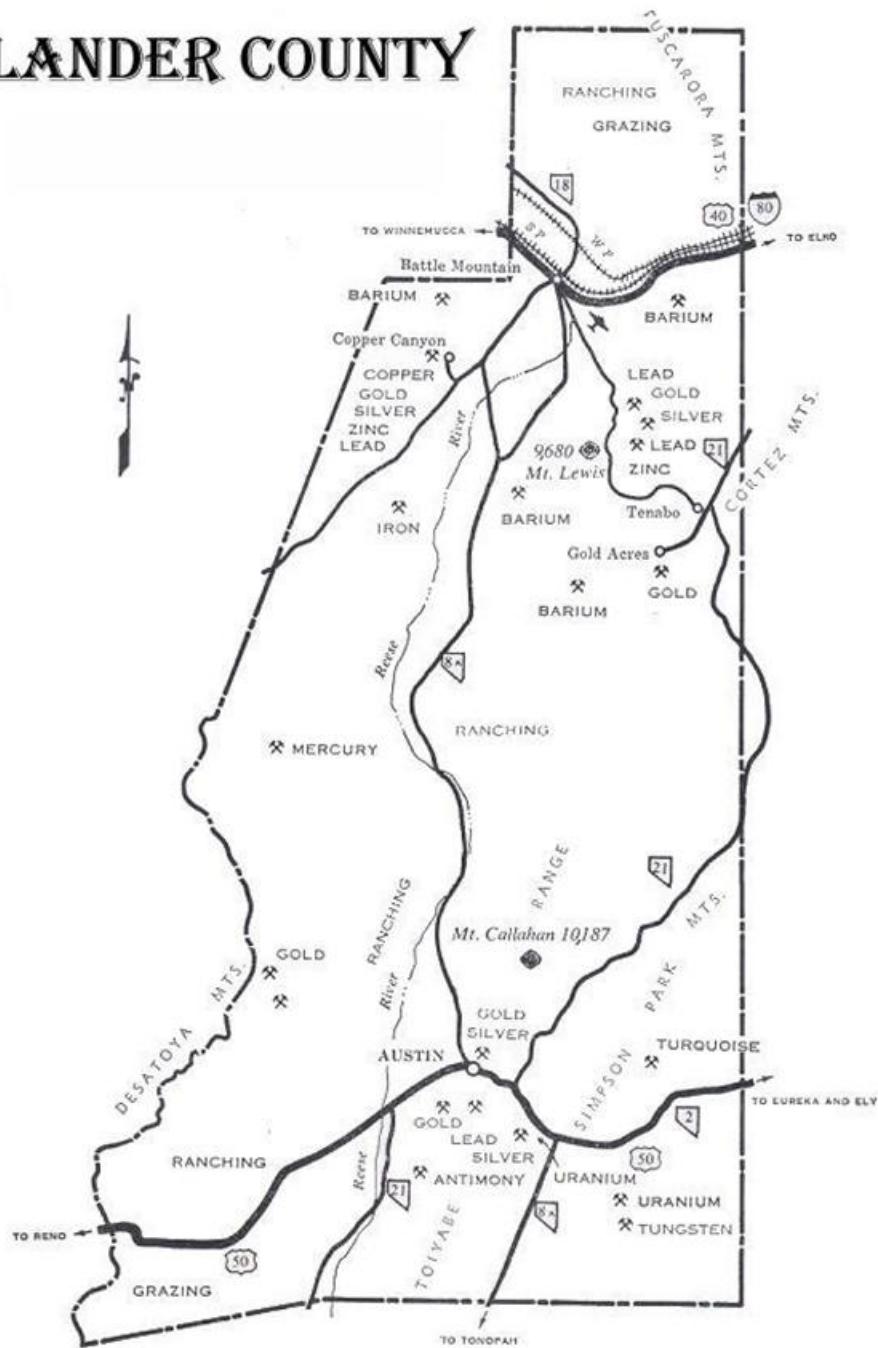 LANDER COUNTY
TUSCARORA MTS.
RANCHING
GRAZING
18
40
80
TO WINNEMUCCA
SP
WP
TO ELKO
Battle Mountain
BARIUM
BARIUM
Copper Canyon
COPPER
GOLD
SILVER
ZINC
LEAD
LEAD
GOLD
SILVER
LEAD
ZINC
21
CORTEZ MTS.
River
9,680
Mt. Lewis
IRON
BARIUM
Tenabo
Gold Acres
GOLD
BARIUM
Reese
8A
RANCHING
MERCURY
RANGE
21
RANCHING
Mt. Callahan 10,187
GOLD
River
DESATOYA MTS.
GOLD
SILVER
SIMPSON PARK MTS.
AUSTIN
TURQUOISE
TO EUREKA AND ELY
2
GOLD
LEAD
SILVER
50
RANCHING
Reese
21
ANTIMONY
URANIUM
URANIUM
TUNGSTEN
TOIYABE
8A
TO RENO
50
GRAZING
TO TONOPAH